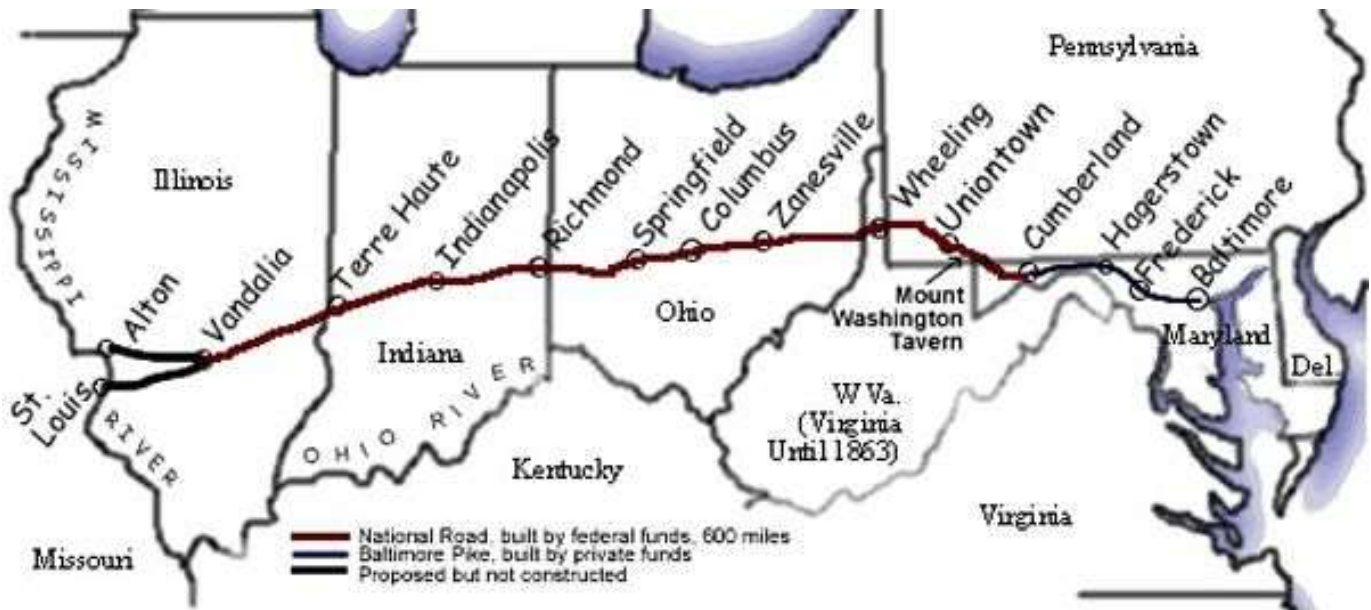 Pennsylvania
MISSISSIPPI
Illinois
Terre Haute
Indianapolis
Richmond
Springfield
Columbus
Zanesville
Wheeling
Uniontown
Cumberland
Hagerstown
Frederick
Baltimore
Alton
Vandalia
St.
Louis
RIVER
Indiana
OHIO RIVER
Ohio
Mount
Washington
Tavern
Maryland
Del.
W Va.
(Virginia
Until 1863)
Kentucky
Virginia
Missouri
National Road, built by federal funds, 600 miles
Baltimore Pike, built by private funds
Proposed but not constructed